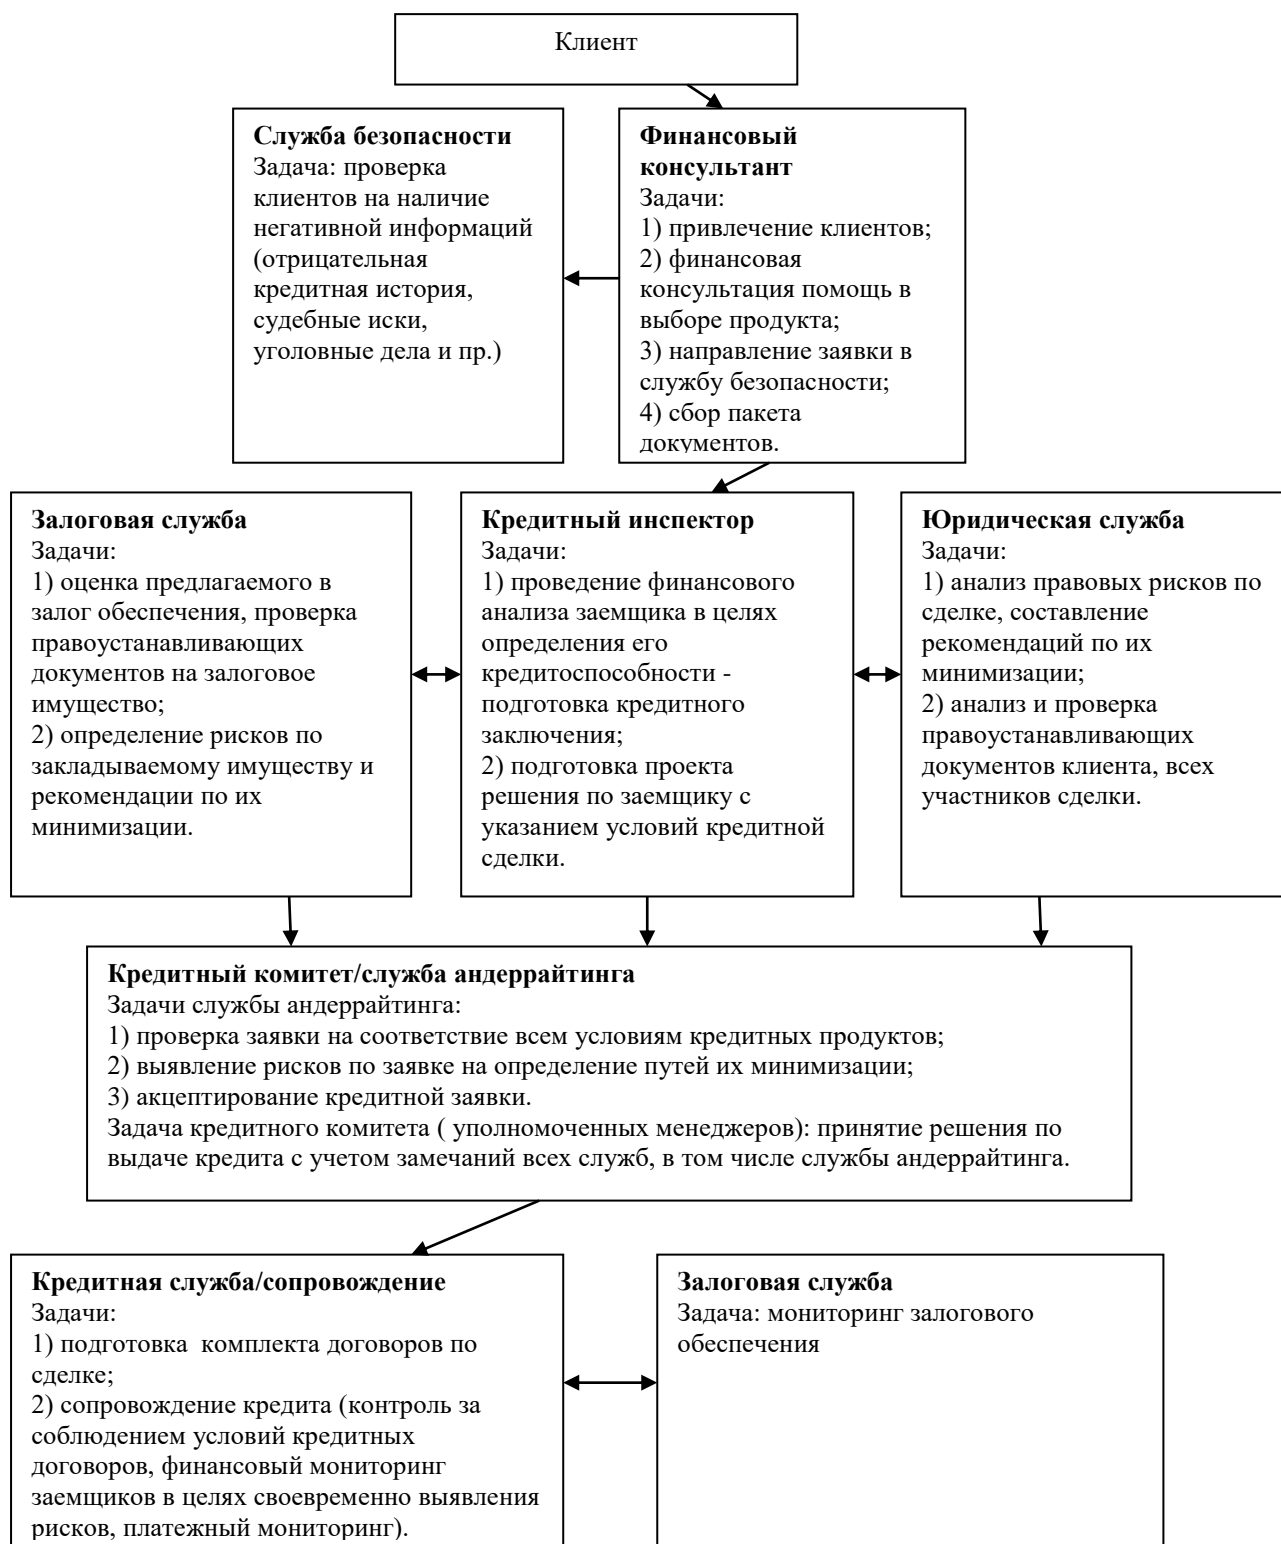 Клиент
Служба безопасности
Задача: проверка
клиентов на наличие
негативной информаций
(отрицательная
кредитная история,
судебные иски,
уголовные дела и пр.)
Финансовый
консультант
Задачи:
1) привлечение клиентов;
2) финансовая
консультация помощь в
выборе продукта;
3) направление заявки в
службу безопасности;
4) сбор пакета
документов.
Залоговая служба
Задачи:
1) оценка предлагаемого в
залог обеспечения, проверка
правоустанавливающих
документов на залоговое
имущество;
2) определение рисков по
закладываемому имуществу и
рекомендации по их
минимизации.
Кредитный инспектор
Задачи:
1) проведение финансового
анализа заемщика в целях
определения его
кредитоспособности -
подготовка кредитного
заключения;
2) подготовка проекта
решения по заемщику с
указанием условий кредитной
сделки.
Юридическая служба
Задачи:
1) анализ правовых рисков по
сделке, составление
рекомендаций по их
минимизации;
2) анализ и проверка
правоустанавливающих
документов клиента, всех
участников сделки.
Кредитный комитет/служба андеррайтинга
Задачи службы андеррайтинга:
1) проверка заявки на соответствие всем условиям кредитных продуктов;
2) выявление рисков по заявке на определение путей их минимизации;
3) акцептирование кредитной заявки.
Задача кредитного комитета ( уполномоченных менеджеров): принятие решения по
выдаче кредита с учетом замечаний всех служб, в том числе службы андеррайтинга.
Кредитная служба/сопровождение
Задачи:
1) подготовка  комплекта договоров по
сделке;
2) сопровождение кредита (контроль за
соблюдением условий кредитных
договоров, финансовый мониторинг
заемщиков в целях своевременно выявления
рисков, платежный мониторинг).
Залоговая служба
Задача: мониторинг залогового
обеспечения